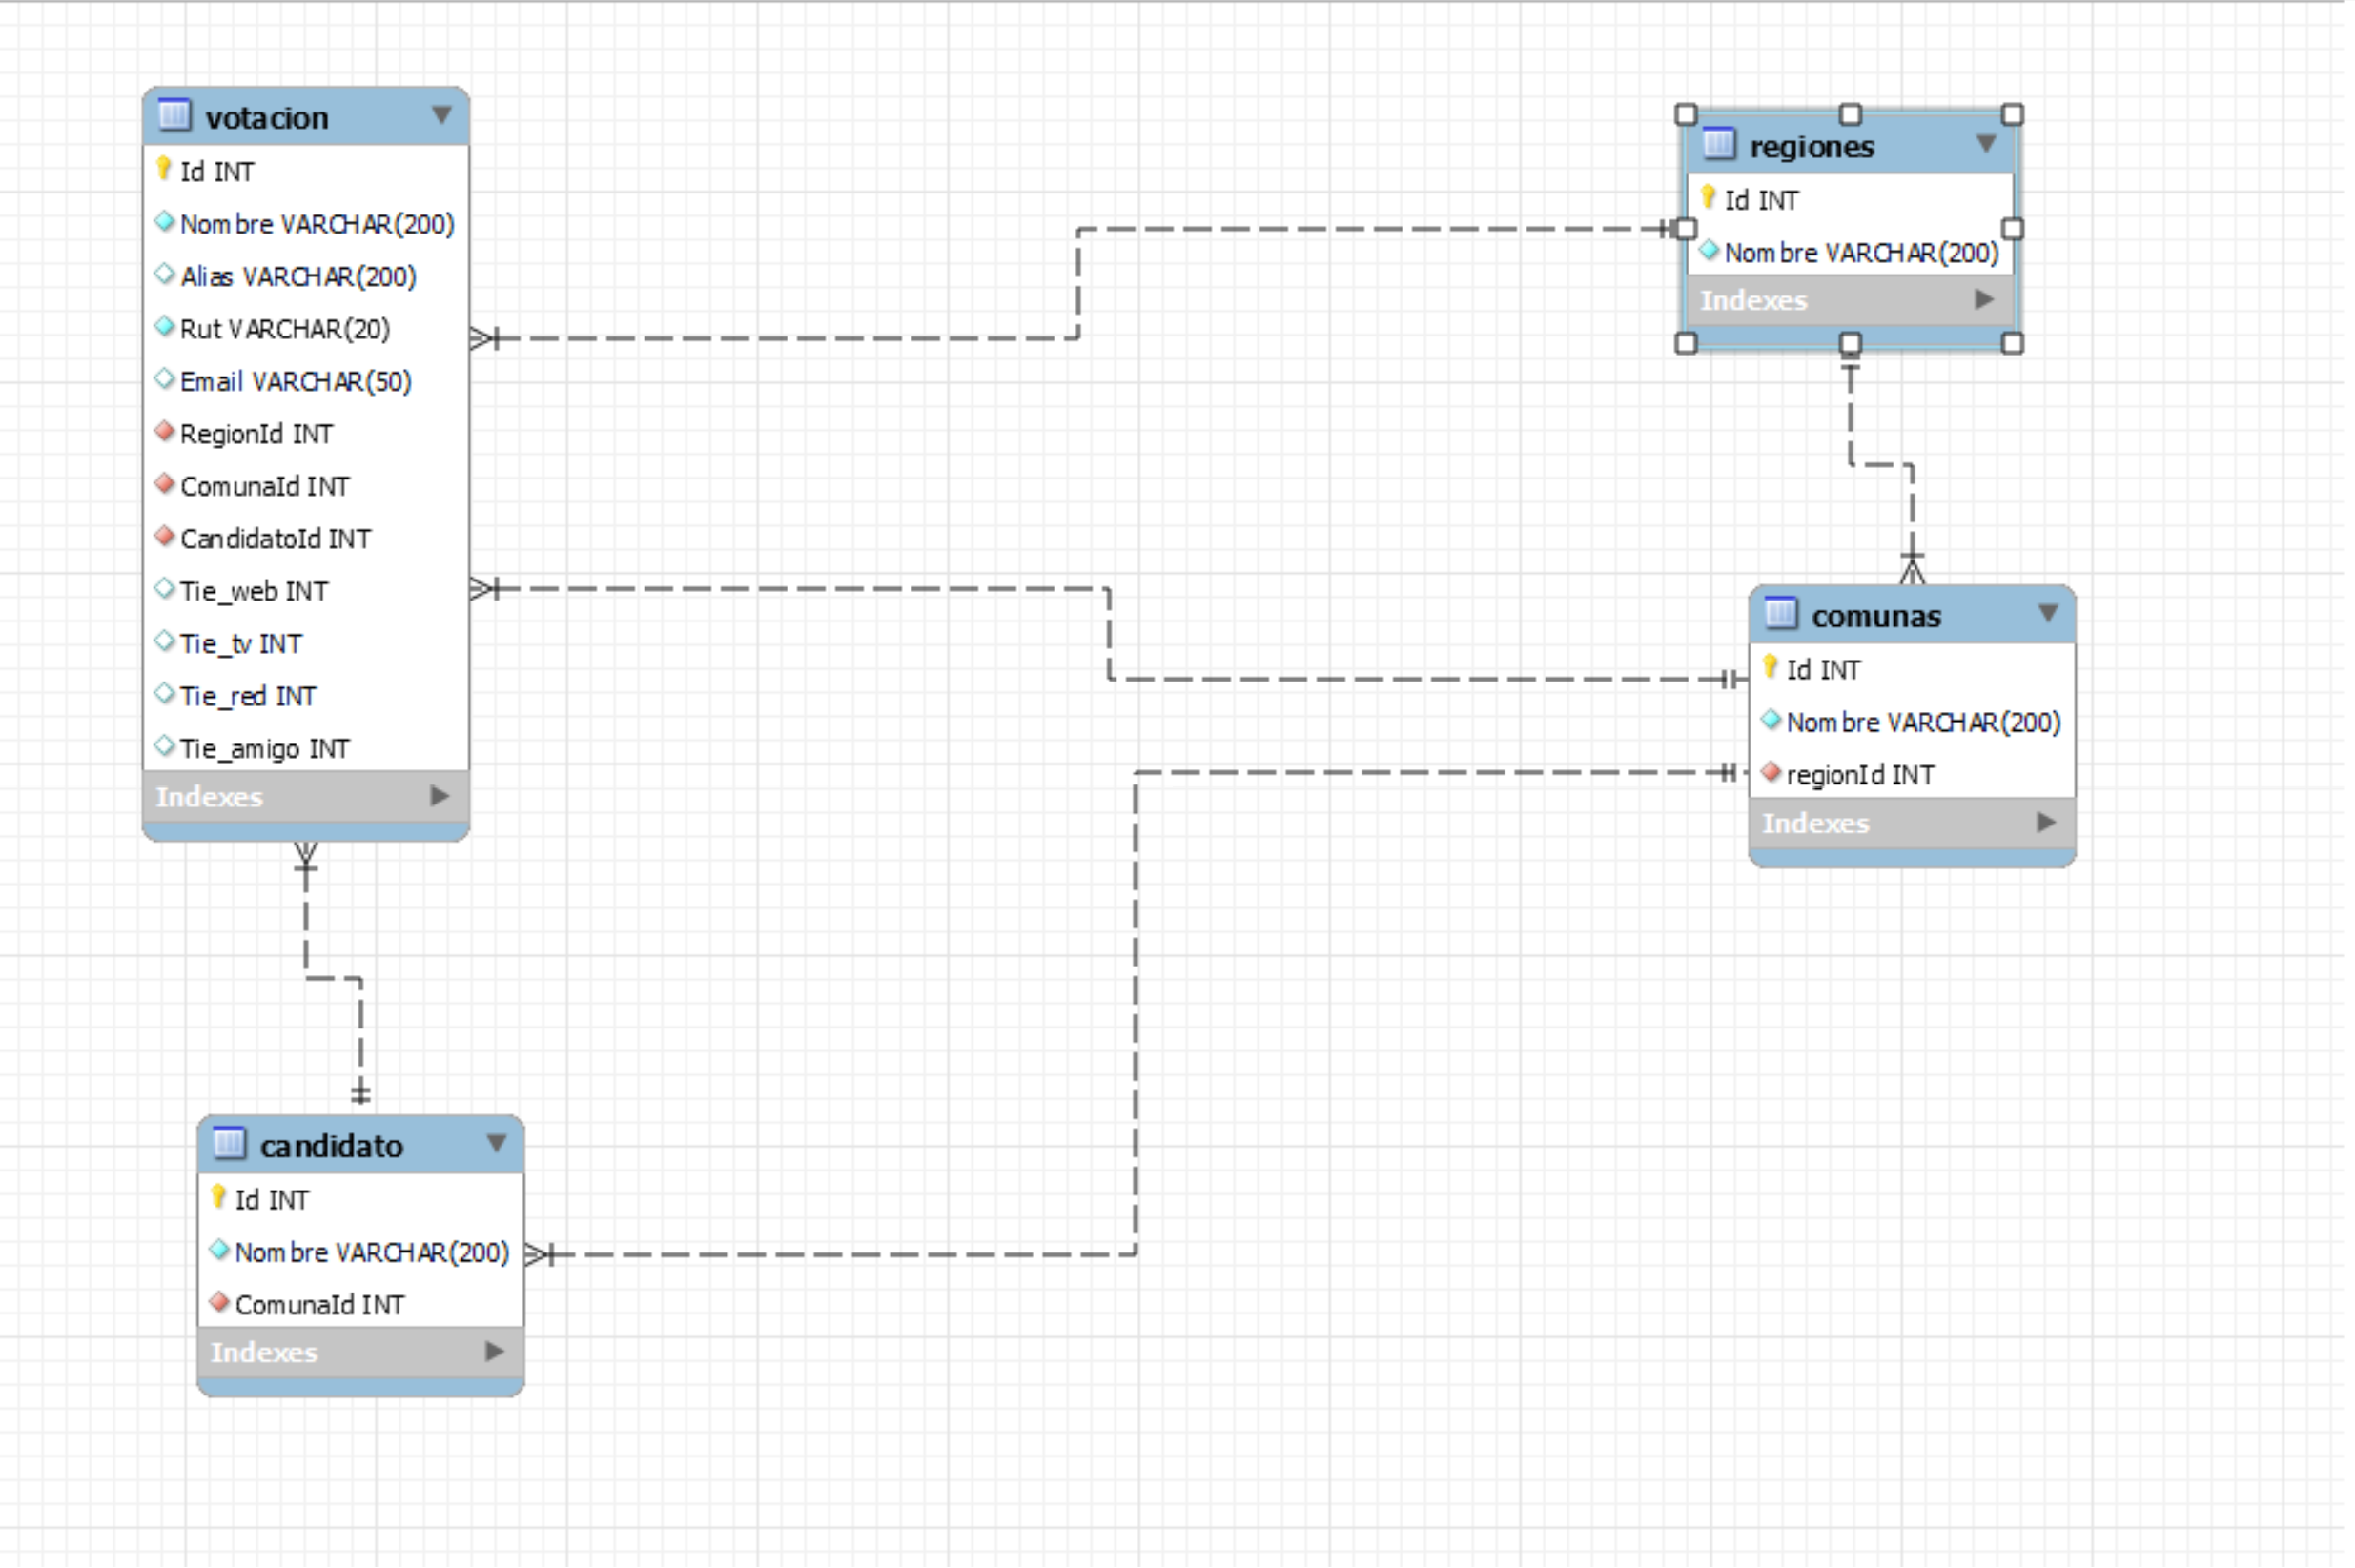 votacion
Id INT
Nombre VARCHAR(200)
Alias VARCHAR(200)
Rut VARCHAR(20)
Email VARCHAR(50)
RegionId INT
ComunaId INT
CandidatoId INT
Tie_web INT
Tie_tv INT
Tie_red INT
Tie_amigo INT
Indexes
regiones
Id INT
Nombre VARCHAR(200)
Indexes
comunas
Id INT
Nombre VARCHAR(200)
regionId INT
Indexes
candidato
Id INT
Nombre VARCHAR(200)
ComunaId INT
Indexes